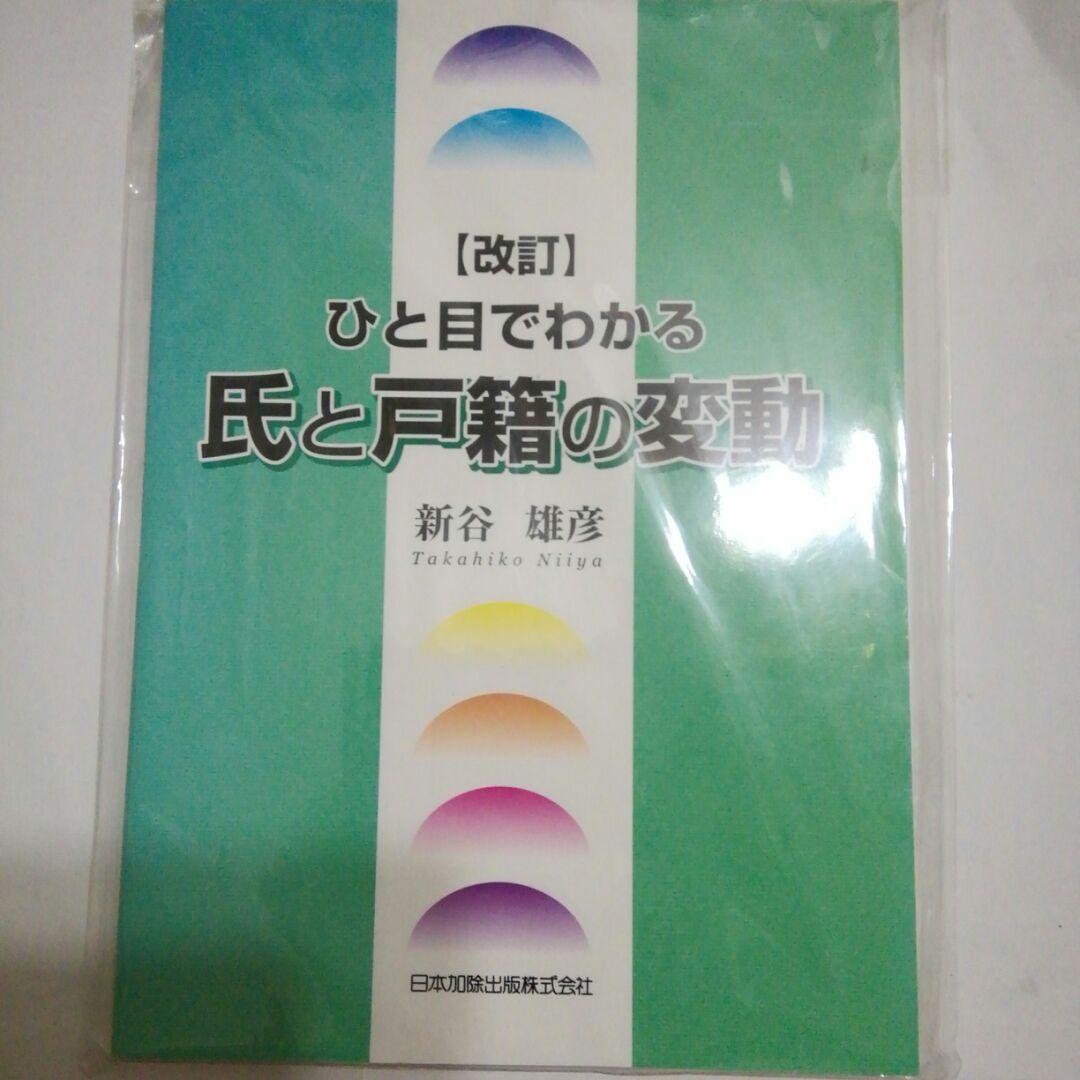 【改訂】
ひと目でわかる
氏と戸籍の変動
新谷 雄彦
Takahiko Niiya
日本加除出版株式会社